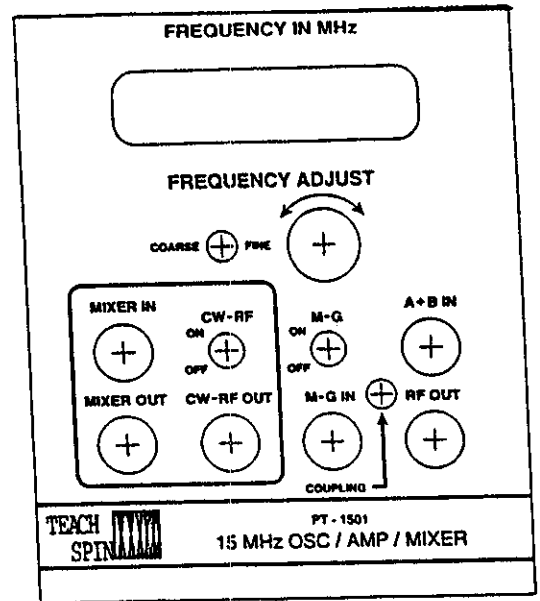 FREQUENCY IN MHz
FREQUENCY ADJUST
COARSE FINE
MIXER IN
CW-RF
ON
OFF
M-G
ON
OFF
A+B IN
MIXER OUT
CW-RF OUT
M-G IN
RF OUT
COUPLING
TEACH
SPIN
PT - 1501
15 MHz OSC / AMP / MIXER